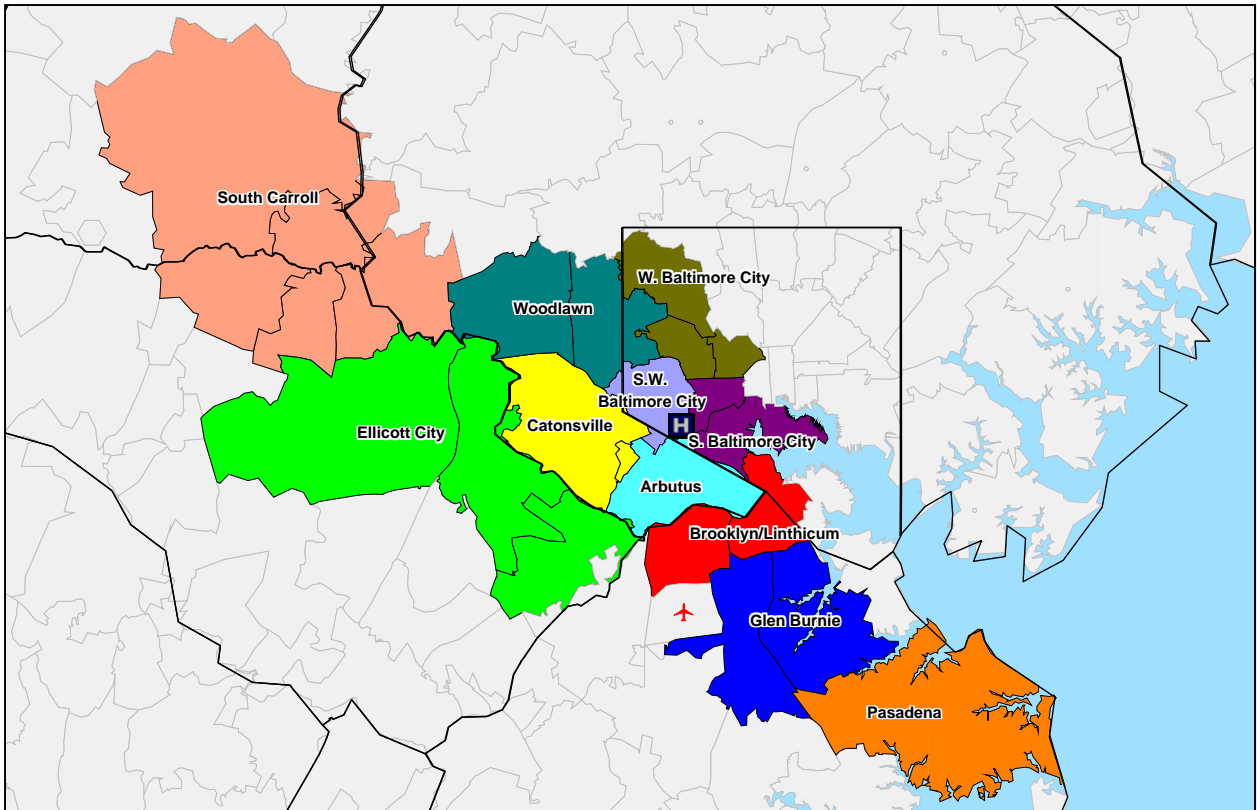 South Carroll
W. Baltimore City
Woodlawn
S.W.
Baltimore City
Catonsville
Ellicott City
H
S. Baltimore City
Arbutus
Brooklyn/Linthicum
Glen Burnie
Pasadena